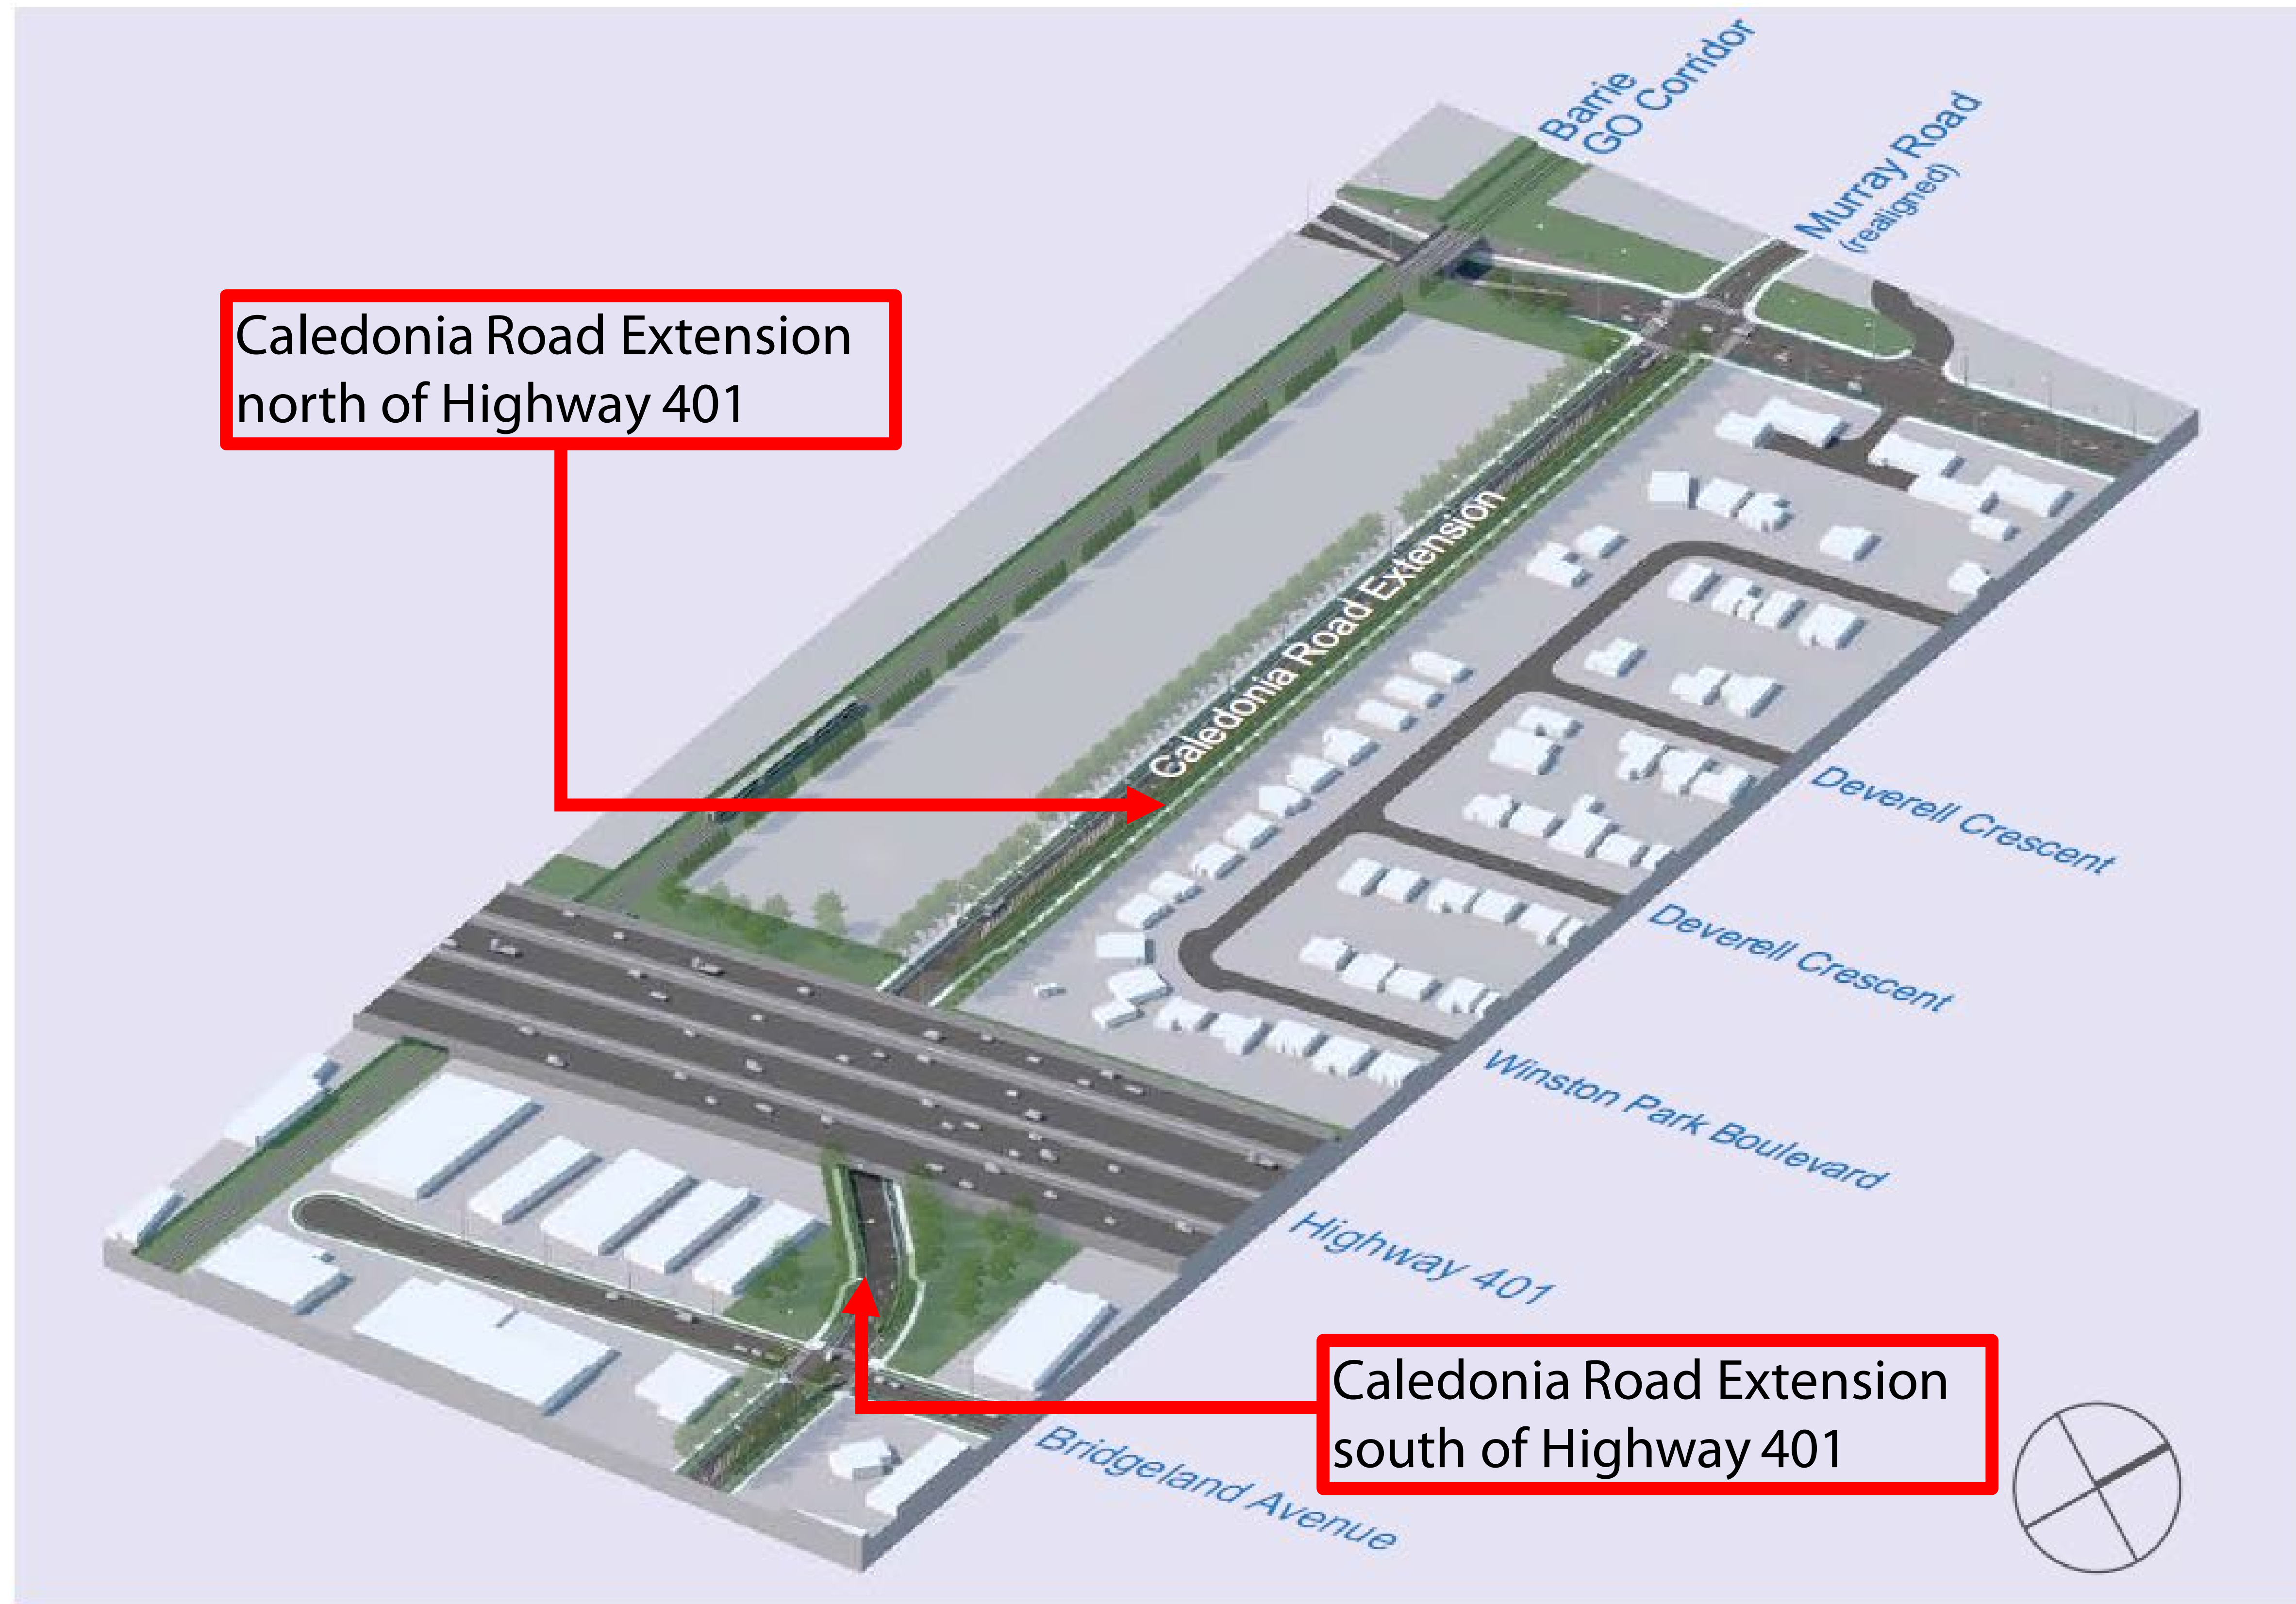 Barrie
GO Corridor
Murray Road
(realigned)
Caledonia Road Extension
north of Highway 401
Caledonia Road Extension
Deverell Crescent
Deverell Crescent
Winston Park Boulevard
Highway 401
Caledonia Road Extension
south of Highway 401
Bridgeland Avenue